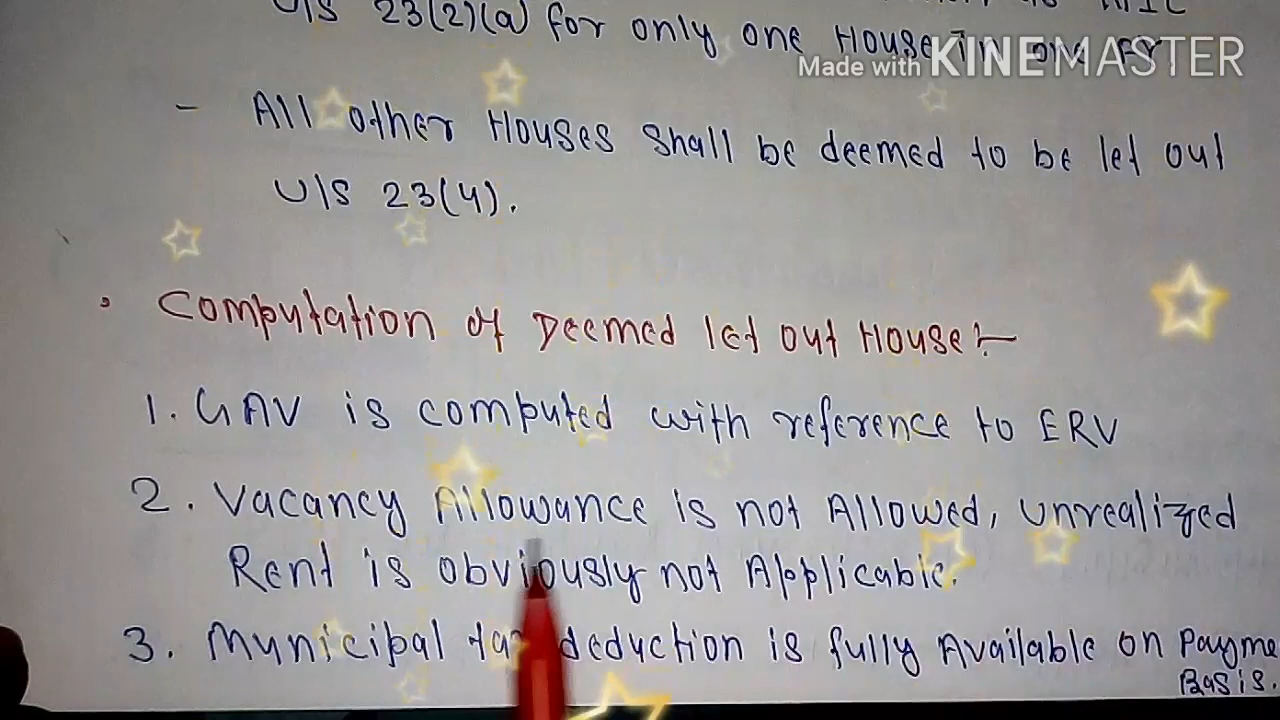 U/S 23(2)(a) for only one House in one
Made with KINEMASTER
- All other Houses shall be deemed to be let out
U/S 23(4).
• Computation of Deemed let out House:-
1. GAV is computed with reference to ERV
2. Vacancy Allowance is not Allowed, unrealized
Rent is obviously not Applicable.
3. Municipal tax deduction is fully Available on Payme
Basis.